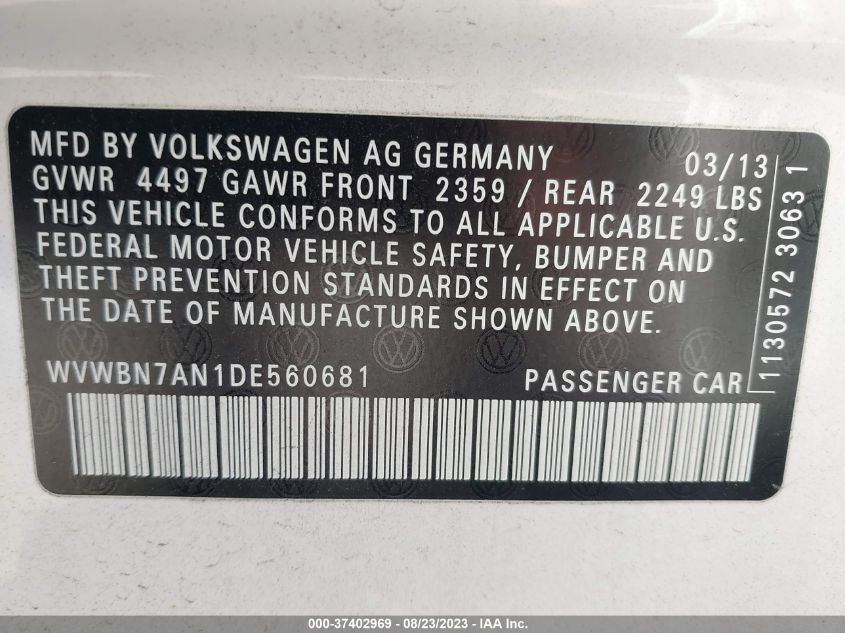 MFD BY VOLKSWAGEN AG GERMANY 03/13
GVWR 4497 GAWR FRONT 2359 / REAR 2249 LBS
THIS VEHICLE CONFORMS TO ALL APPLICABLE U.S.
FEDERAL MOTOR VEHICLE SAFETY, BUMPER AND
THEFT PREVENTION STANDARDS IN EFFECT ON
THE DATE OF MANUFACTURE SHOWN ABOVE.
WVWBN7AN1DE560681 PASSENGER CAR
1130572 3063 1
000-37402969 - 08/23/2023 - IAA Inc.